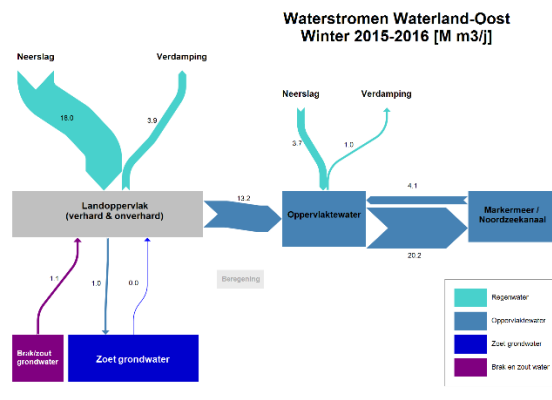 Waterstromen Waterland-Oost
Winter 2015-2016 [M m3/j]
Neerslag
Verdamping
18.0
3.9
Neerslag
Verdamping
3.7
1.0
Landoppervlak
(verhard & onverhard)
13.2
Oppervlaktewater
4.1
20.2
Markermeer /
Noordzeekanaal
1.1
1.0
0.0
Beregening
Brak/zout
grondwater
Zoet grondwater
Regenwater
Oppervlaktewater
Zoet grondwater
Brak en zout water